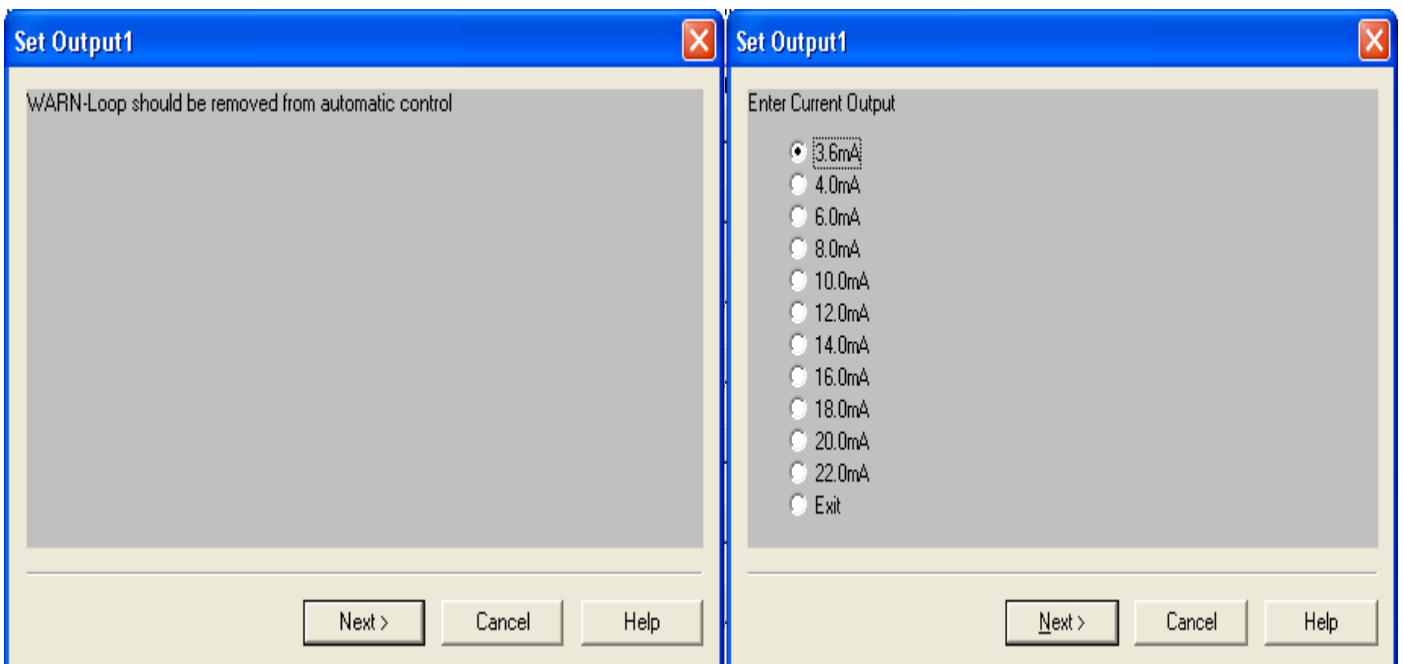 Set Output1
WARN-Loop should be removed from automatic control
Next >
Cancel
Help
Set Output1
Enter Current Output
3.6mA
4.0mA
6.0mA
8.0mA
10.0mA
12.0mA
14.0mA
16.0mA
18.0mA
20.0mA
22.0mA
Exit
Next >
Cancel
Help